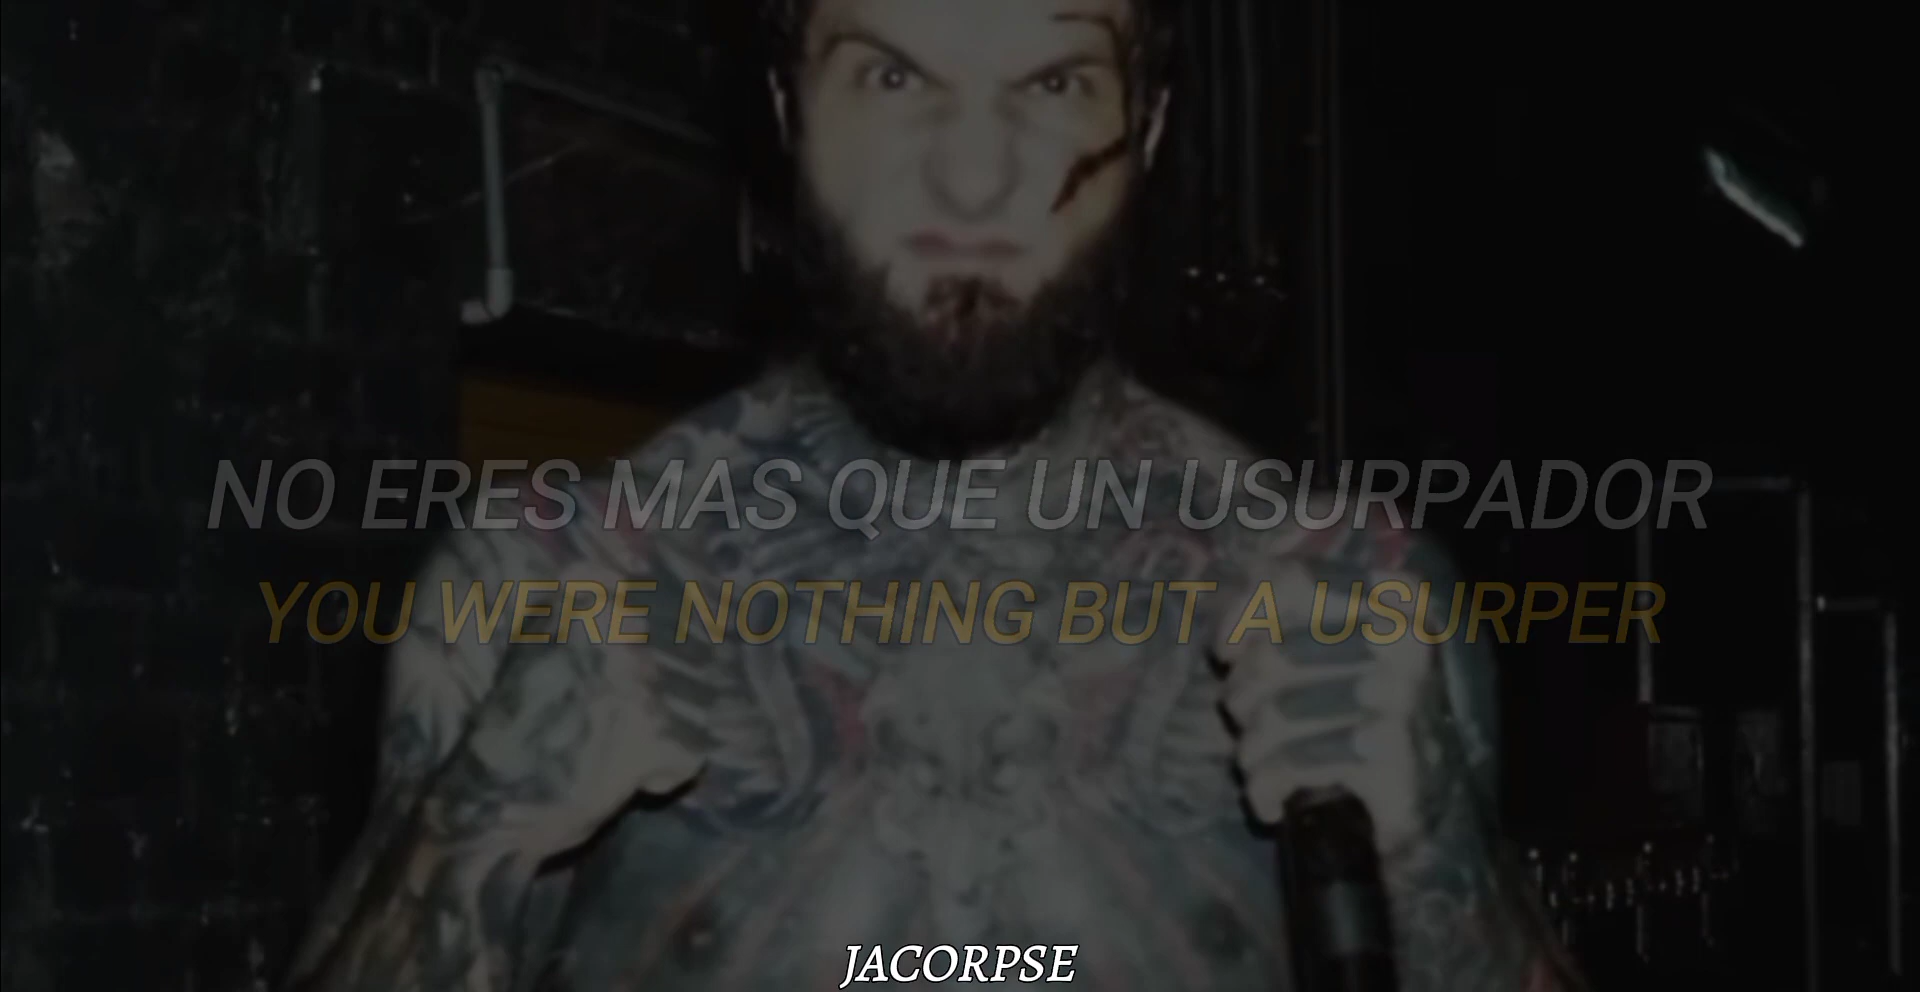 NO ERES MAS QUE UN USURPADOR
YOU WERE NOTHING BUT A USURPER
JACORPSE